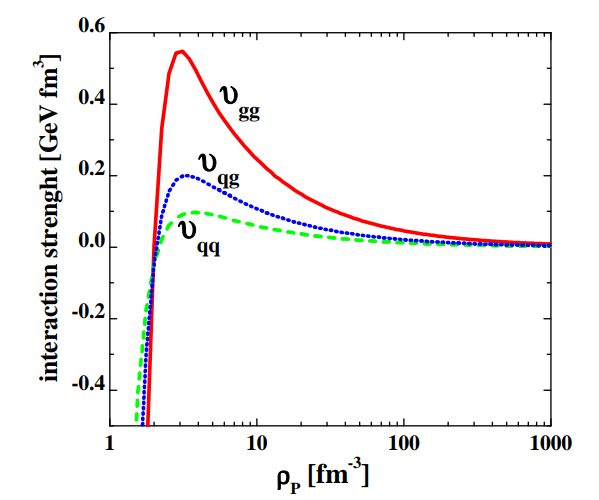 interaction strenght [GeV fm³]
0.6
0.4
0.2
0.0
-0.2
-0.4
υgg
υqg
υqq
1 10 100 1000
ρP [fm⁻³]